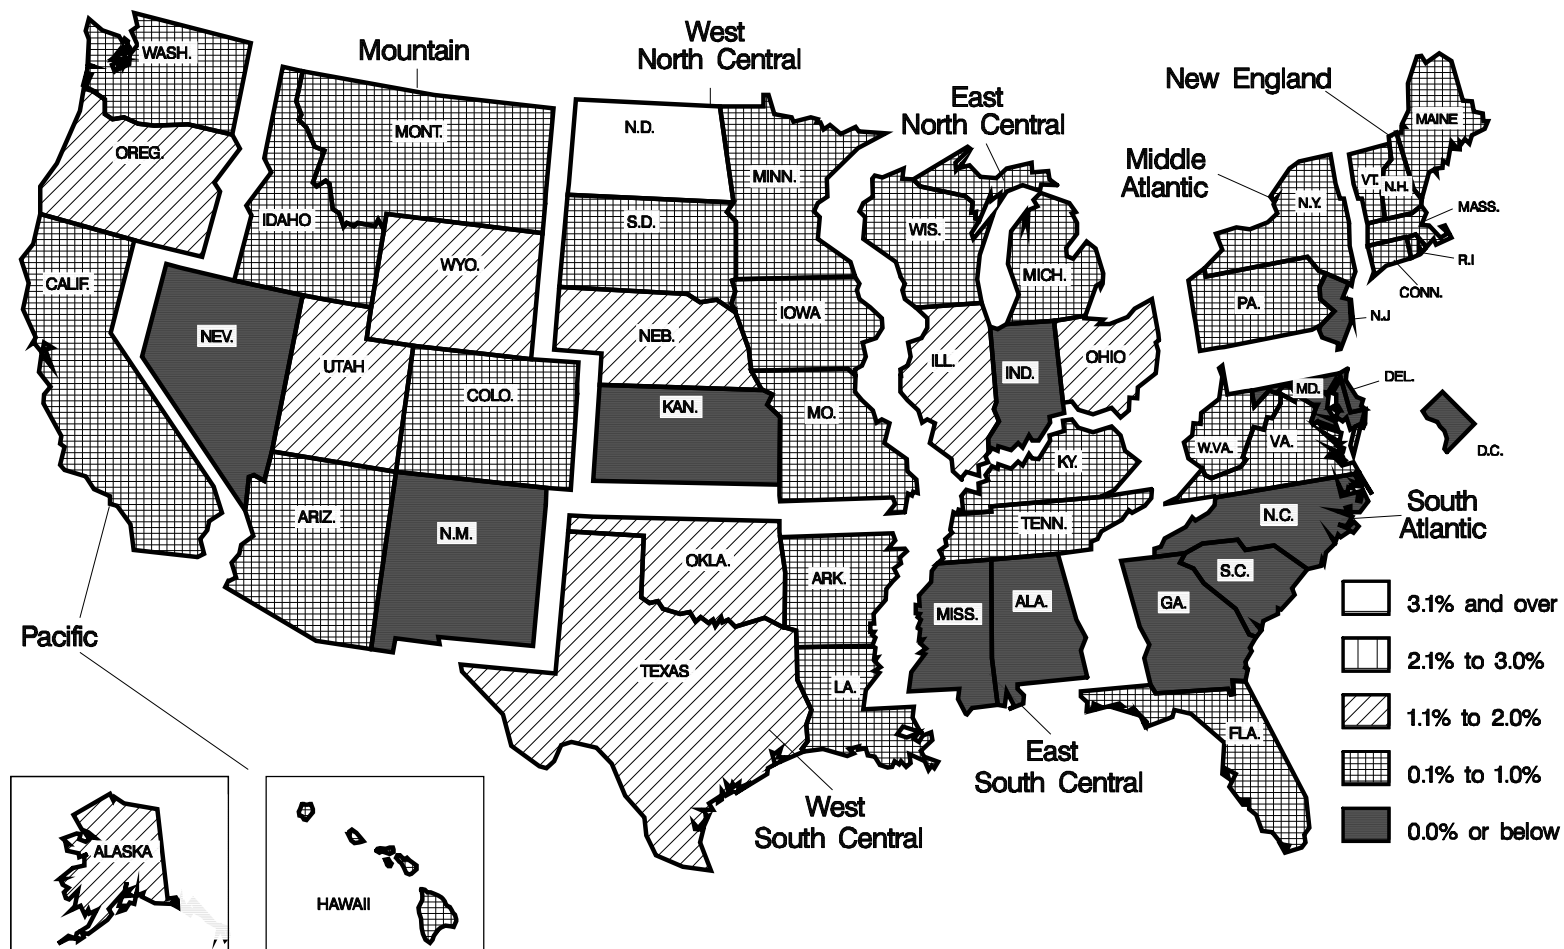 West
North Central
Mountain
New England
East
North Central
Middle
Atlantic
WASH.
MONT.
N.D.
MINN.
MAINE
OREG.
IDAHO
S.D.
WIS.
VT.
N.H.
N.Y.
MASS.
R.I
CONN.
CALIF.
WYO.
MICH.
PA.
N.J
NEV.
UTAH
NEB.
IOWA
ILL.
IND.
OHIO
COLO.
KAN.
MO.
MD.
DEL.
D.C.
W.VA.
VA.
KY.
ARIZ.
N.M.
TENN.
N.C.
South
Atlantic
OKLA.
ARK.
S.C.
MISS.
ALA.
GA.
Pacific
TEXAS
LA.
FLA.
East
South Central
West
South Central
ALASKA
HAWAII
3.1% and over
2.1% to 3.0%
1.1% to 2.0%
0.1% to 1.0%
0.0% or below